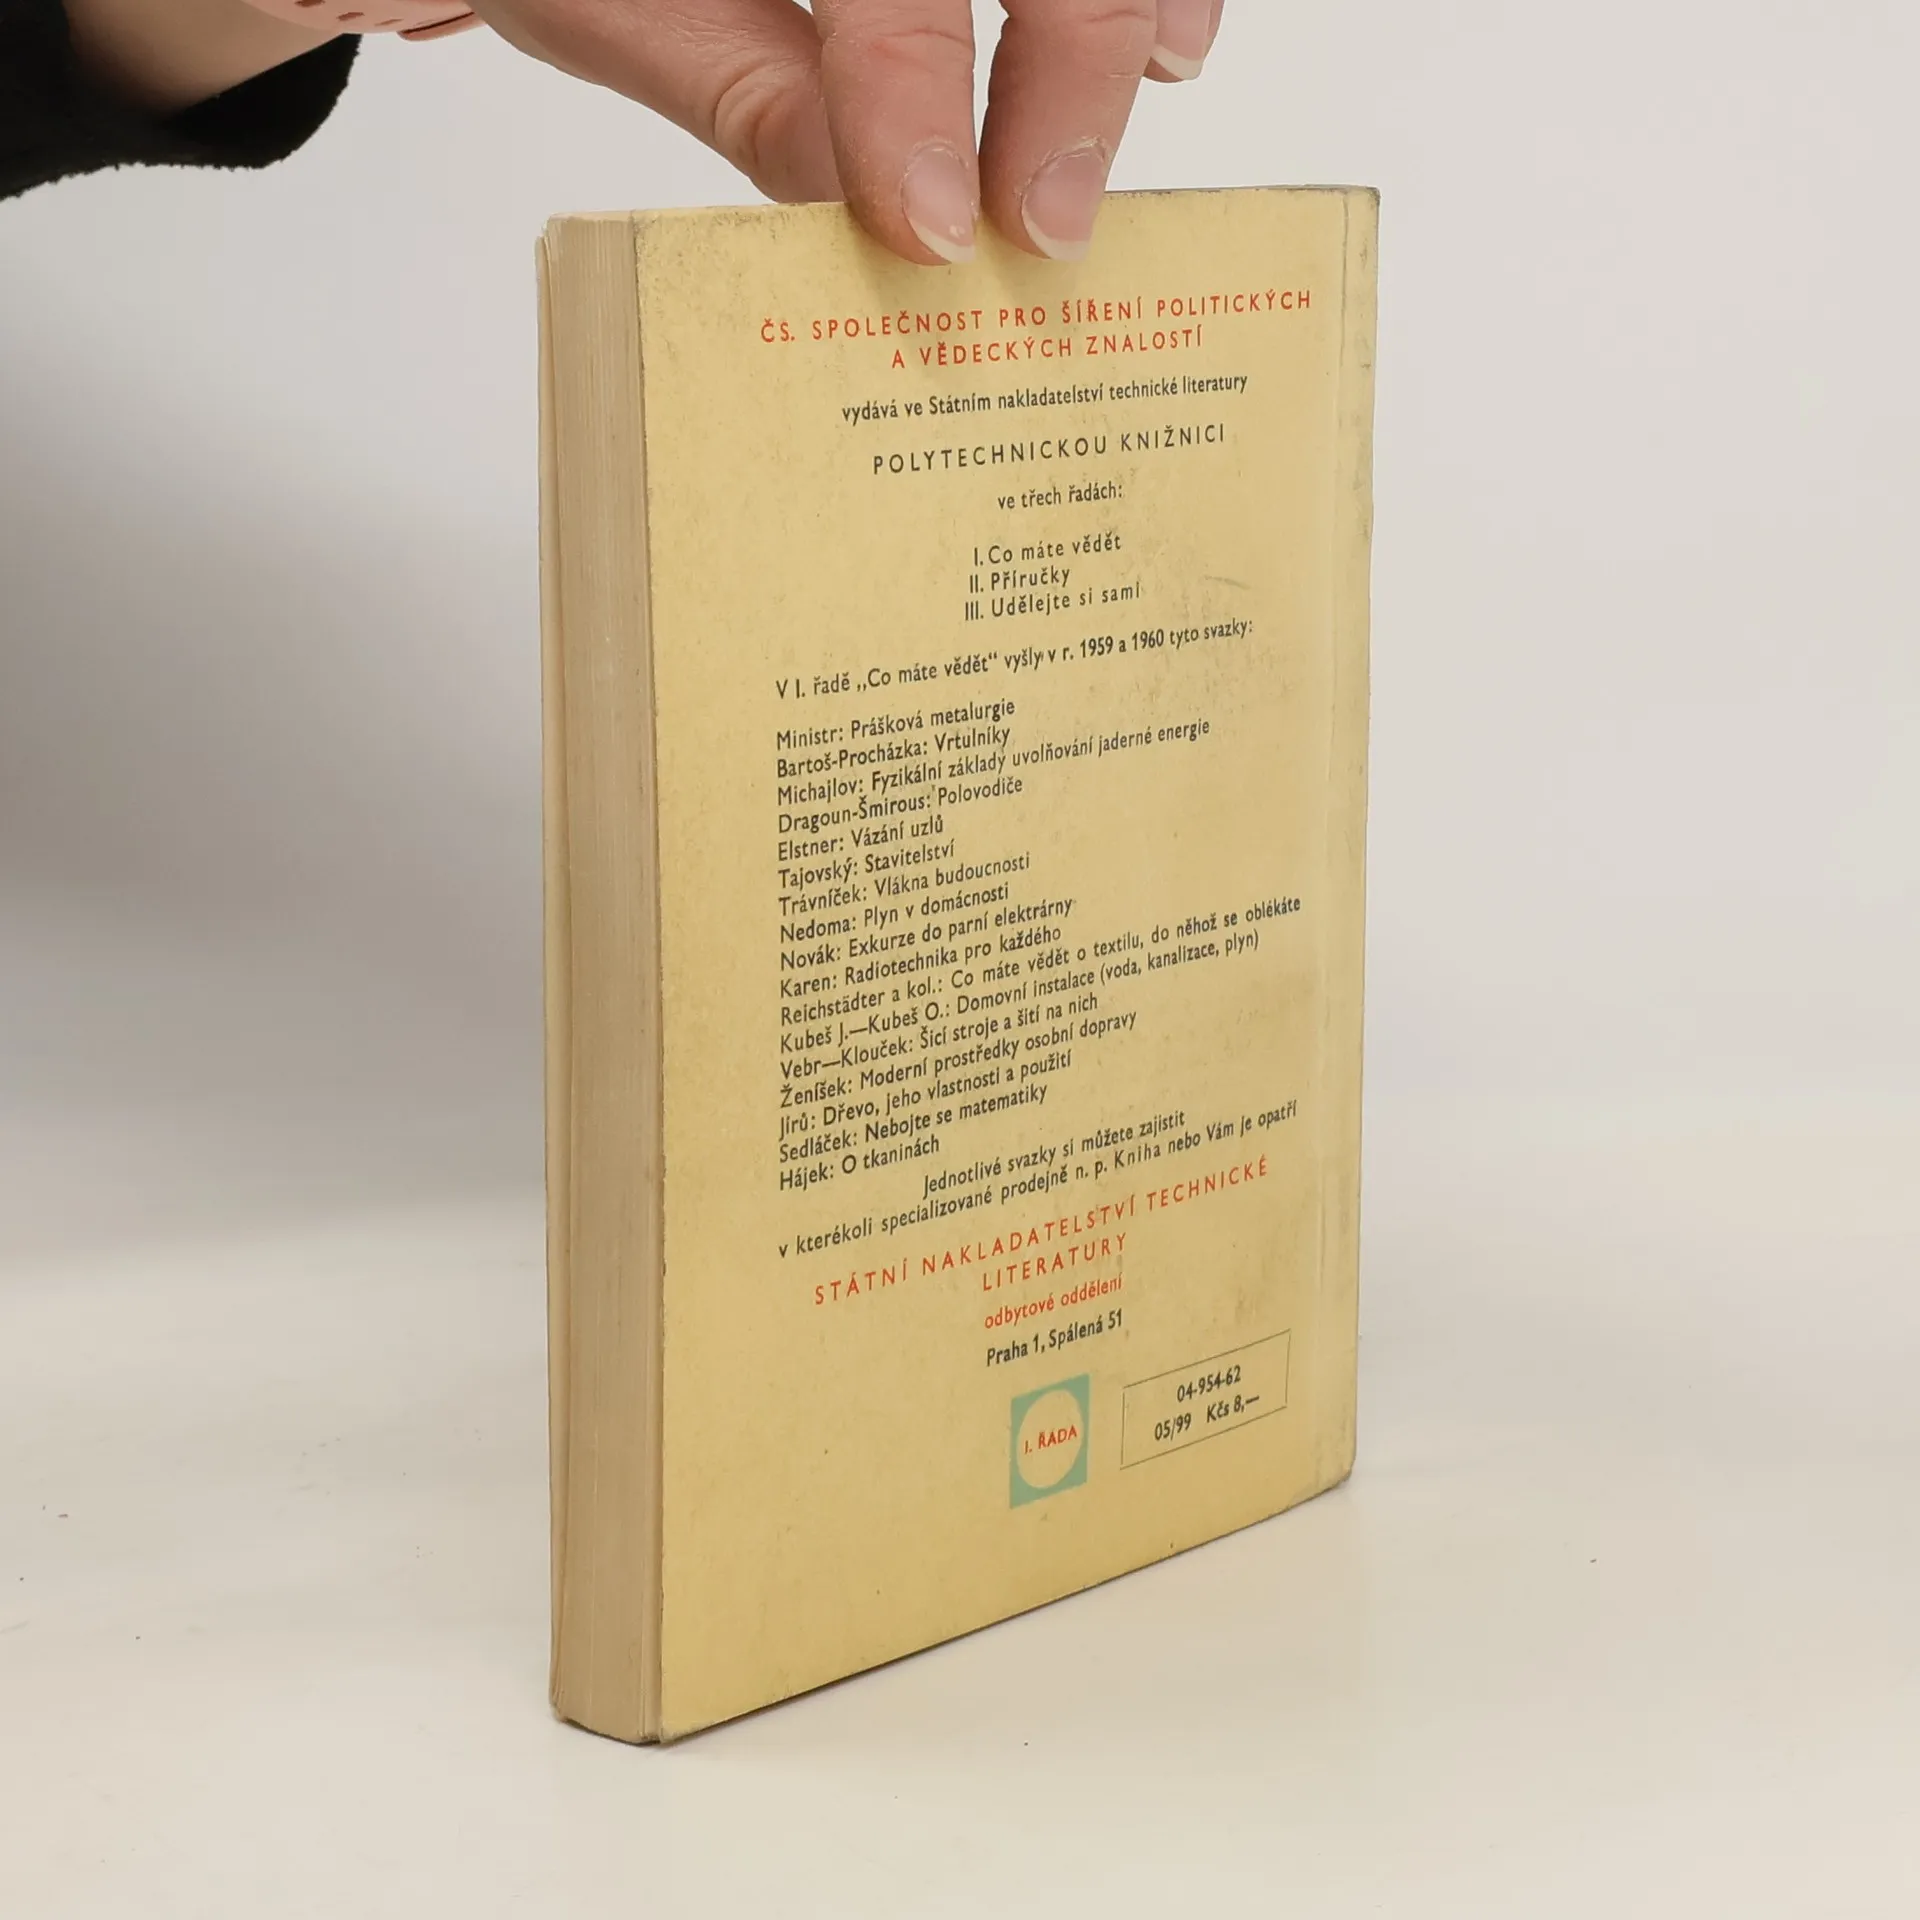 ČS. SPOLEČNOST PRO ŠÍŘENÍ POLITICKÝCH
A VĚDECKÝCH ZNALOSTÍ
vydává ve Státním nakladatelství technické literatury
POLYTECHNICKOU KNIŽNICI
ve třech řadách:
I. Co máte vědět
II. Příručky
III. Udělejte si sami
V I. řadě „Co máte vědět“ vyšly v r. 1959 a 1960 tyto svazky:
Ministr: Prášková metalurgie
Bartoš-Procházka: Vrtulníky
Michajlov: Fyzikální základy uvolňování jaderné energie
Dragoun-Šmirous: Polovodiče
Elstner: Vázání uzlů
Tajovský: Stavitelství
Trávníček: Vlákna budoucnosti
Nedoma: Plyn v domácnosti
Novák: Exkurze do parní elektrárny
Karen: Radiotechnika pro každého
Reichstädter a kol.: Co máte vědět o textilu, do něhož se oblékáte
Kubeš J.—Kubeš O.: Domovní instalace (voda, kanalizace, plyn)
Vebr—Klouček: Šicí stroje a šití na nich
Ženíšek: Moderní prostředky osobní dopravy
Jírů: Dřevo, jeho vlastnosti a použití
Sedláček: Nebojte se matematiky
Hájek: O tkaninách
Jednotlivé svazky si můžete zajistit
v kterékoli specializované prodejně n. p. Kniha nebo Vám je opatří
STÁTNÍ NAKLADATELSTVÍ TECHNICKÉ
LITERATURY
odbytové oddělení
Praha 1, Spálená 51
I. ŘADA
04-954-62
05/99 Kčs 8,—